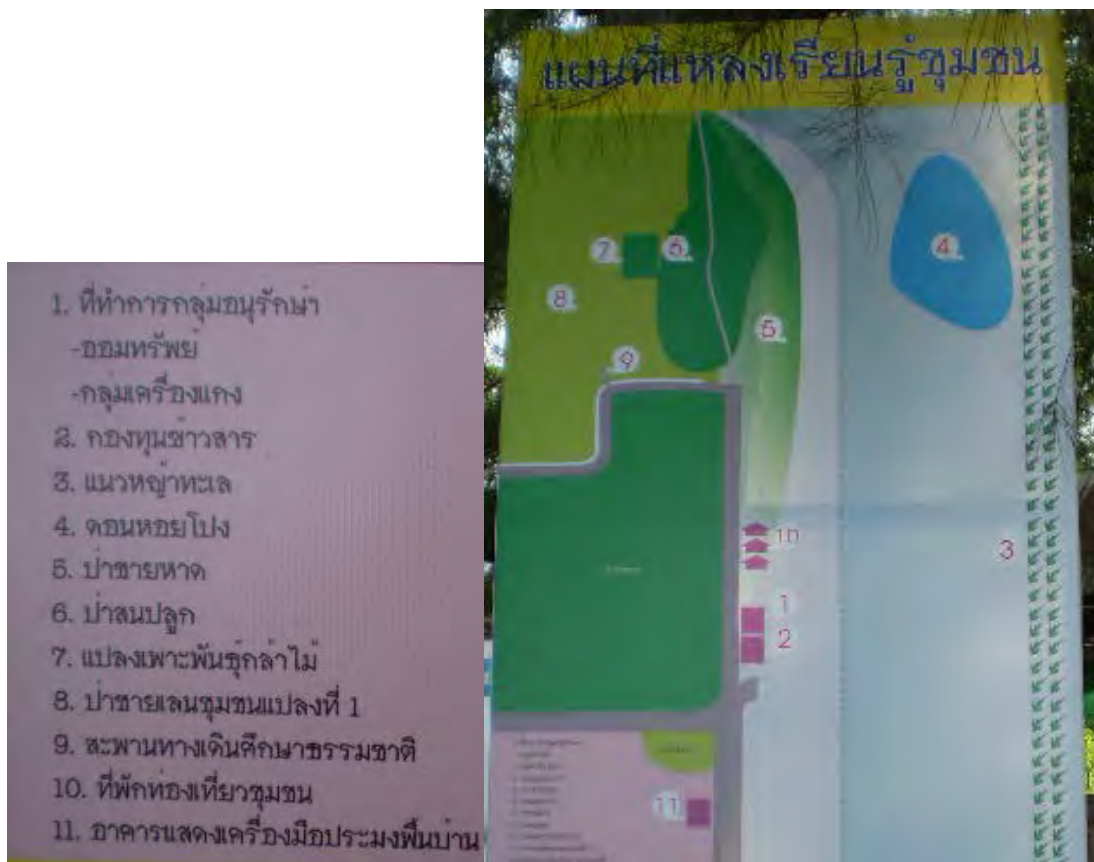 แผนที่แหล่งเรียนรู้ชุมชน
1. ที่ทำการกลุ่มอนุรักษ์ฯ
-ออมทรัพย์
-กลุ่มเครื่องแกง
2. กองทุนข้าวสาร
3. แนวหญ้าทะเล
4. ดอนหอยโปง
5. ป่าชายหาด
6. ป่าสนปลูก
7. แปลงเพาะพันธุ์กล้าไม้
8. ป่าชายเลนชุมชนแปลงที่ 1
9. สะพานทางเดินศึกษาธรรมชาติ
10. ที่พักท่องเที่ยวชุมชน
11. อาคารแสดงเครื่องมือประมงพื้นบ้าน
4.
7. 6.
8.
5.
9
10
3
1
2
11.